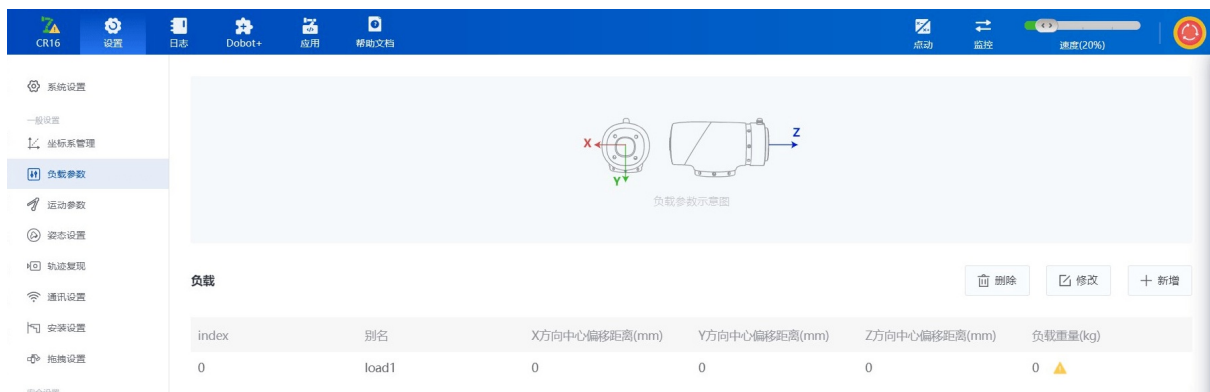 CR16
设置
日志
Dobot+
应用
帮助文档
点动
监控
速度(20%)
系统设置
一般设置
坐标系管理
负载参数
运动参数
姿态设置
轨迹复现
通讯设置
安装设置
拖拽设置
X
Y
Z
负载参数示意图
负载
删除
修改
新增
index 别名 X方向中心偏移距离(mm) Y方向中心偏移距离(mm) Z方向中心偏移距离(mm) 负载重量(kg)
0 load1 0 0 0 0